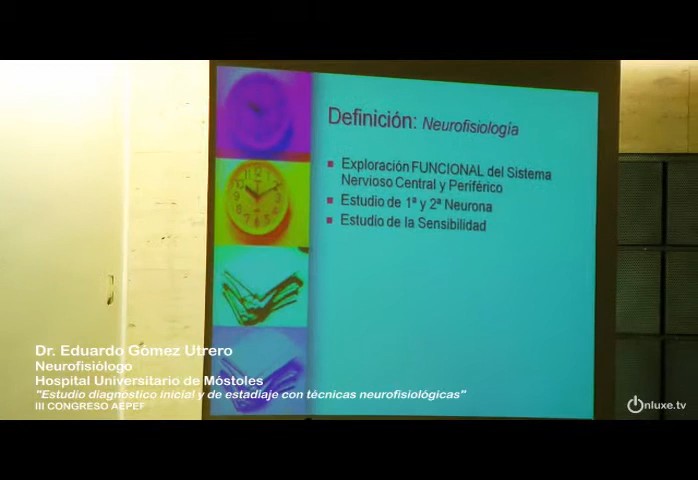 Definición: Neurofisiología
Exploración FUNCIONAL del Sistema
Nervioso Central y Periférico
Estudio de 1ª y 2ª Neurona
Estudio de la Sensibilidad
Dr. Eduardo Gómez Utrero
Neurofisiólogo
Hospital Universitario de Móstoles
"Estudio diagnóstico inicial y de estadiaje con técnicas neurofisiológicas"
III CONGRESO AEPEF
onluxe.tv